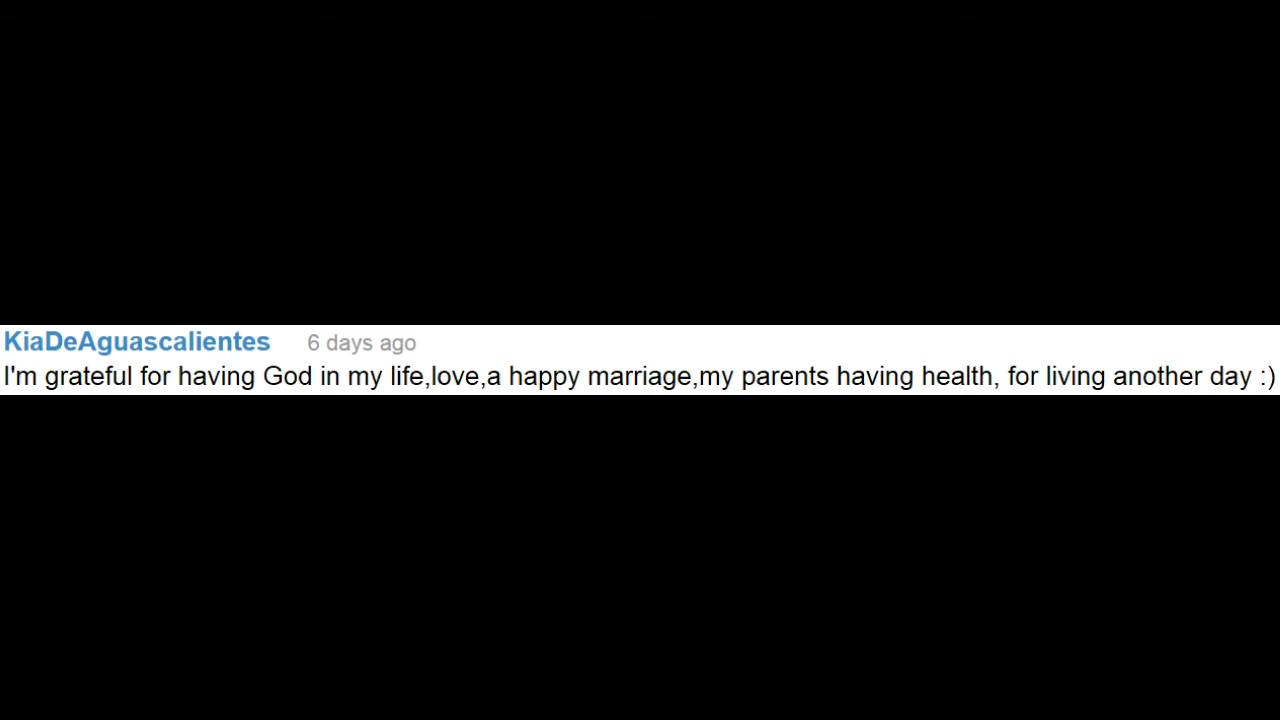 KiaDeAguascalientes 6 days ago
I'm grateful for having God in my life,love,a happy marriage,my parents having health, for living another day :)